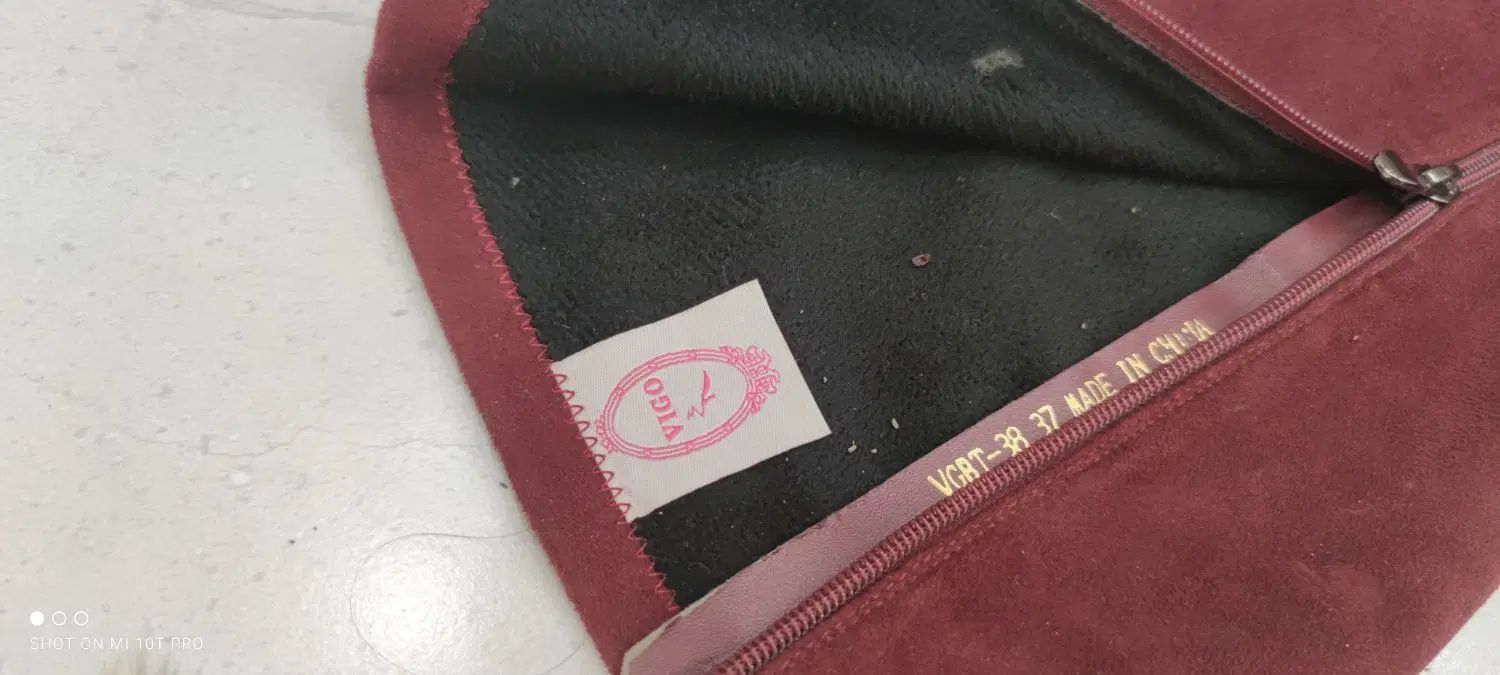 VIGO
VGBT-38 37 MADE IN CHINA
SHOT ON MI 10T PRO